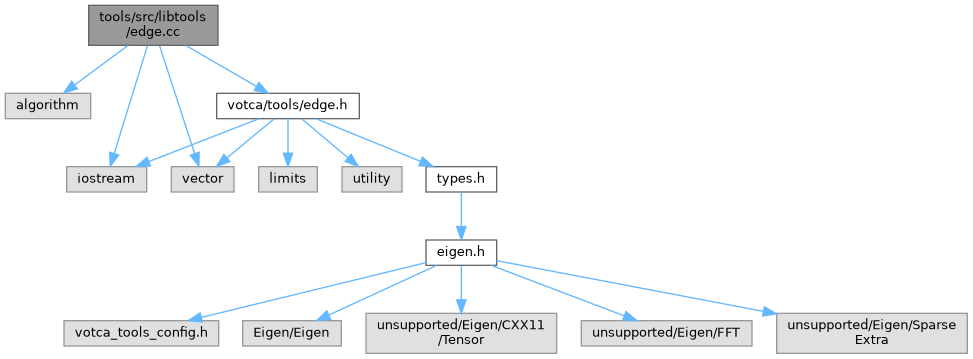 tools/src/libtools
/edge.cc
algorithm
votca/tools/edge.h
iostream
vector
limits
utility
types.h
eigen.h
votca_tools_config.h
Eigen/Eigen
unsupported/Eigen/CXX11
/Tensor
unsupported/Eigen/FFT
unsupported/Eigen/Sparse
Extra